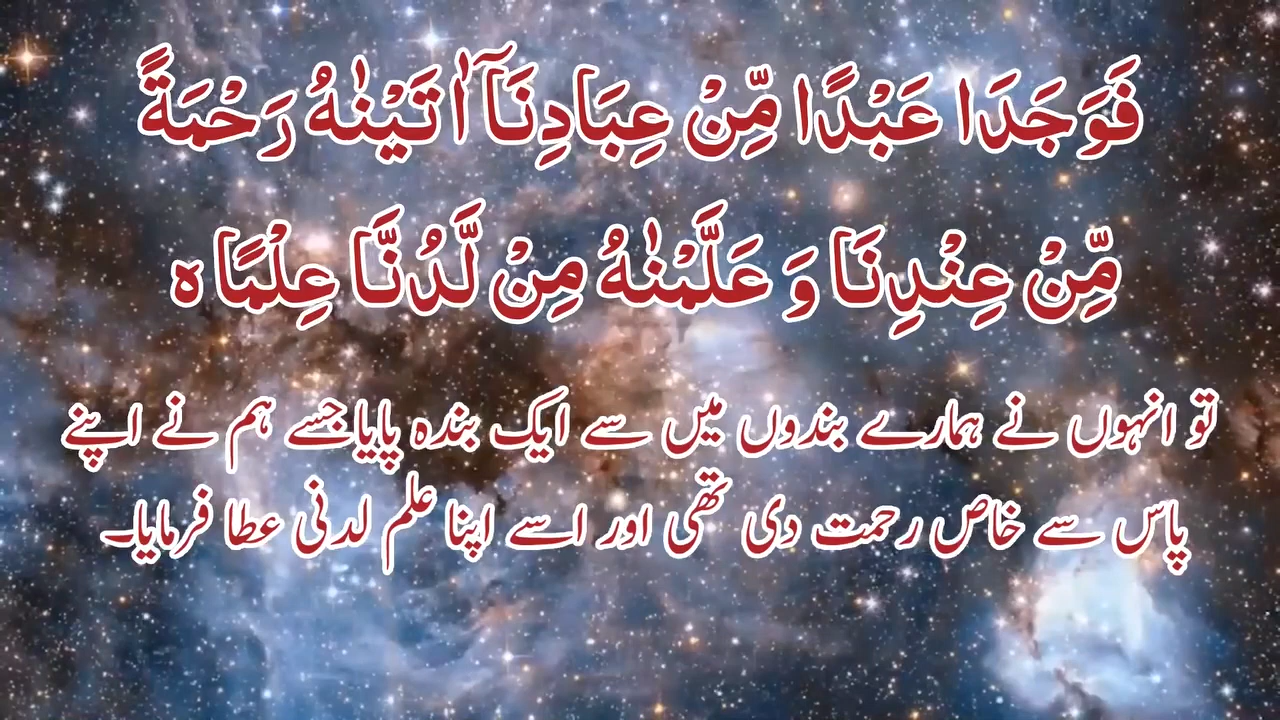 فَوَجَدَا عَبْدًا مِّنْ عِبَادِنَآ اٰتَيْنٰهُ رَحْمَةً
مِّنْ عِنْدِنَا وَ عَلَّمْنٰهُ مِنْ لَّدُنَّا عِلْمًا ه
تو انہوں نے ہمارے بندوں میں سے ایک بندہ پایا جسے ہم نے اپنے
پاس سے خاص رحمت دی تھی اور اسے اپنا علم لدنی عطا فرمایا۔